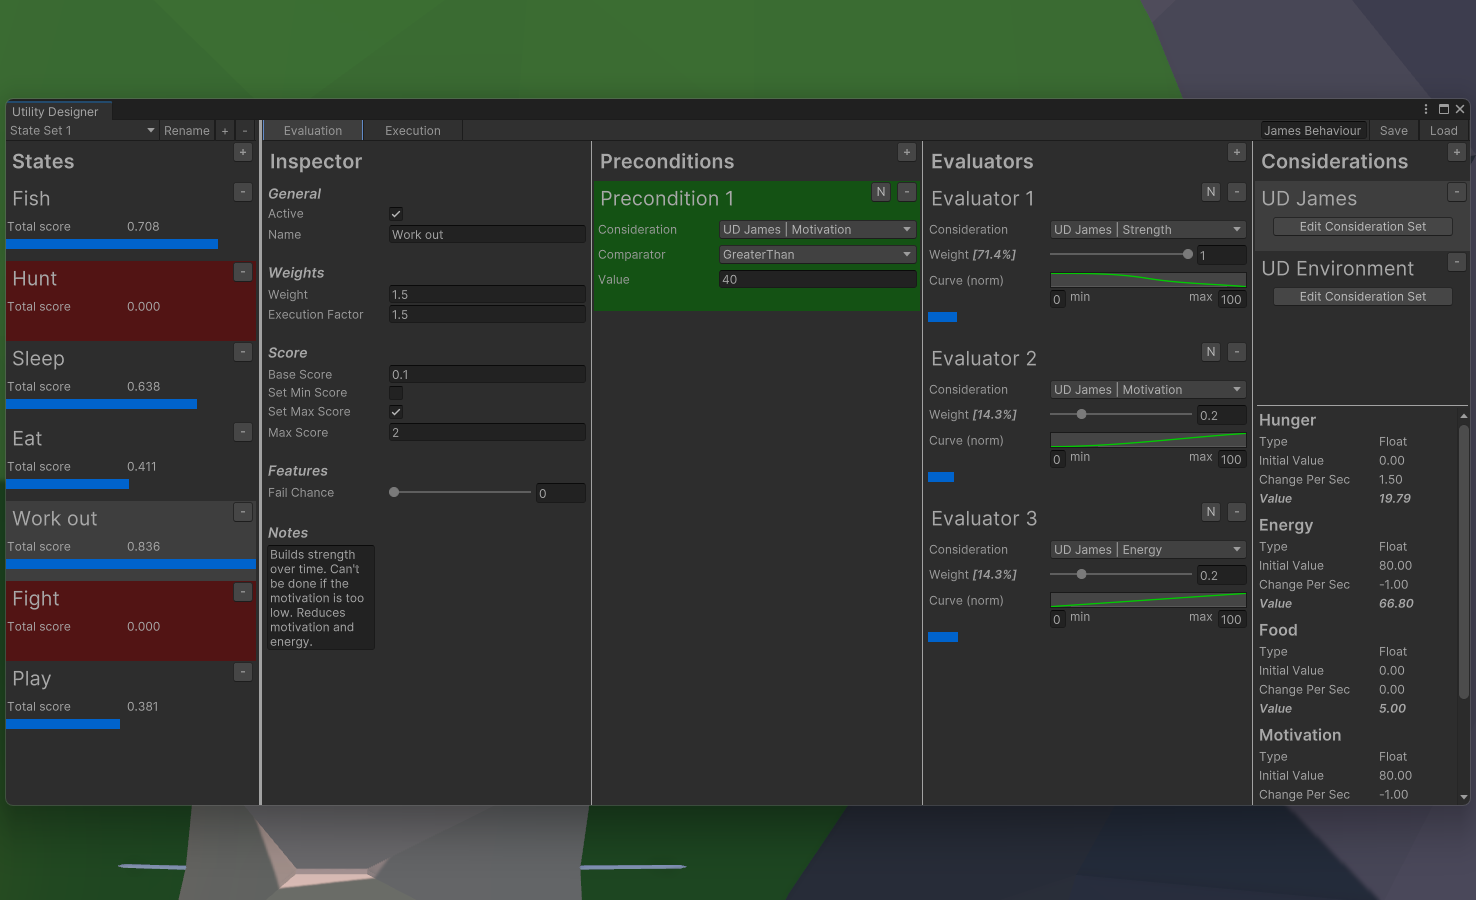 Utility Designer
State Set 1 Rename + -
Evaluation Execution
James Behaviour Save Load
States +
Fish -
Total score 0.708
Hunt -
Total score 0.000
Sleep -
Total score 0.638
Eat -
Total score 0.411
Work out -
Total score 0.836
Fight -
Total score 0.000
Play -
Total score 0.381
Inspector
General
Active
Name Work out
Weights
Weight 1.5
Execution Factor 1.5
Score
Base Score 0.1
Set Min Score
Set Max Score
Max Score 2
Features
Fail Chance 0
Notes
Builds strength
over time. Can't
be done if the
motivation is too
low. Reduces
motivation and
energy.
Preconditions +
Precondition 1 N -
Consideration UD James | Motivation
Comparator GreaterThan
Value 40
Evaluators +
Evaluator 1 N -
Consideration UD James | Strength
Weight [71.4%] 1
Curve (norm)
0 min max 100
Evaluator 2 N -
Consideration UD James | Motivation
Weight [14.3%] 0.2
Curve (norm)
0 min max 100
Evaluator 3 N -
Consideration UD James | Energy
Weight [14.3%] 0.2
Curve (norm)
0 min max 100
Considerations +
UD James -
Edit Consideration Set
UD Environment -
Edit Consideration Set
Hunger
Type Float
Initial Value 0.00
Change Per Sec 1.50
Value 19.79
Energy
Type Float
Initial Value 80.00
Change Per Sec -1.00
Value 66.80
Food
Type Float
Initial Value 0.00
Change Per Sec 0.00
Value 5.00
Motivation
Type Float
Initial Value 80.00
Change Per Sec -1.00